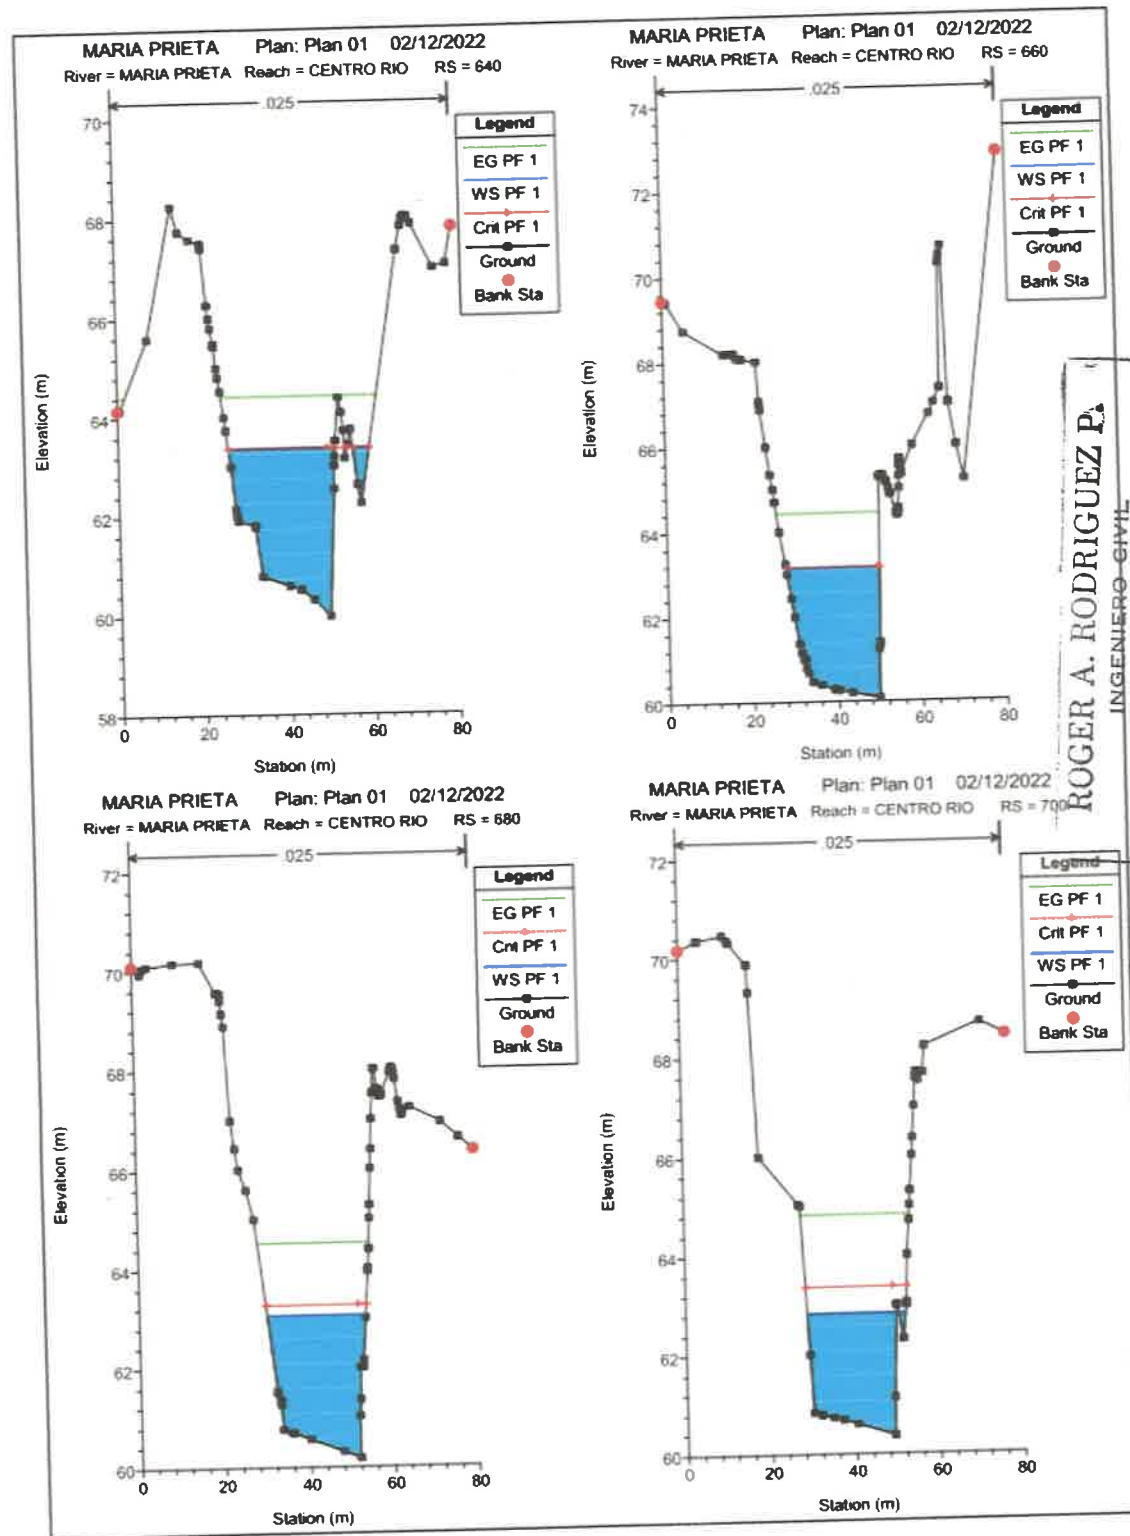 MARIA PRIETA Plan: Plan 01 02/12/2022
River = MARIA PRIETA Reach = CENTRO RIO RS = 640
.025
70
68
66
64
62
60
58
Elevation (m)
0 20 40 60 80
Station (m)
Legend
EG PF 1
WS PF 1
Crit PF 1
Ground
Bank Sta
MARIA PRIETA Plan: Plan 01 02/12/2022
River = MARIA PRIETA Reach = CENTRO RIO RS = 660
.025
74
72
70
68
66
64
62
60
Elevation (m)
0 20 40 60 80
Station (m)
Legend
EG PF 1
WS PF 1
Crit PF 1
Ground
Bank Sta
ROGER A. RODRIGUEZ P.
INGENIERO CIVIL
MARIA PRIETA Plan: Plan 01 02/12/2022
River = MARIA PRIETA Reach = CENTRO RIO RS = 680
.025
72
70
68
66
64
62
60
Elevation (m)
0 20 40 60 80
Station (m)
Legend
EG PF 1
Crit PF 1
WS PF 1
Ground
Bank Sta
MARIA PRIETA Plan: Plan 01 02/12/2022
River = MARIA PRIETA Reach = CENTRO RIO RS = 700
.025
72
70
68
66
64
62
60
Elevation (m)
0 20 40 60 80
Station (m)
Legend
EG PF 1
Crit PF 1
WS PF 1
Ground
Bank Sta